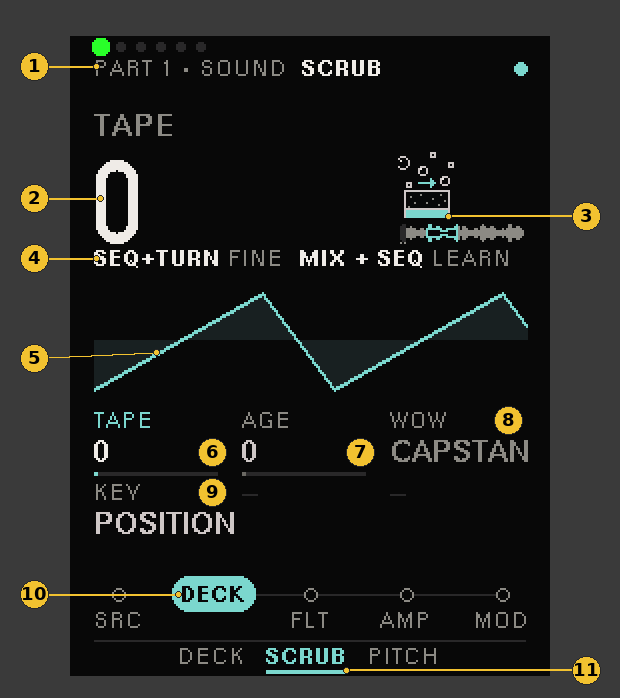 1 PART 1 · SOUND SCRUB
TAPE
2 0
3
4 SEQ+TURN FINE MIX + SEQ LEARN
5
TAPE AGE WOW 8
0 6 0 7 CAPSTAN
KEY 9 — —
POSITION
10 DECK
SRC FLT AMP MOD
DECK SCRUB PITCH
11